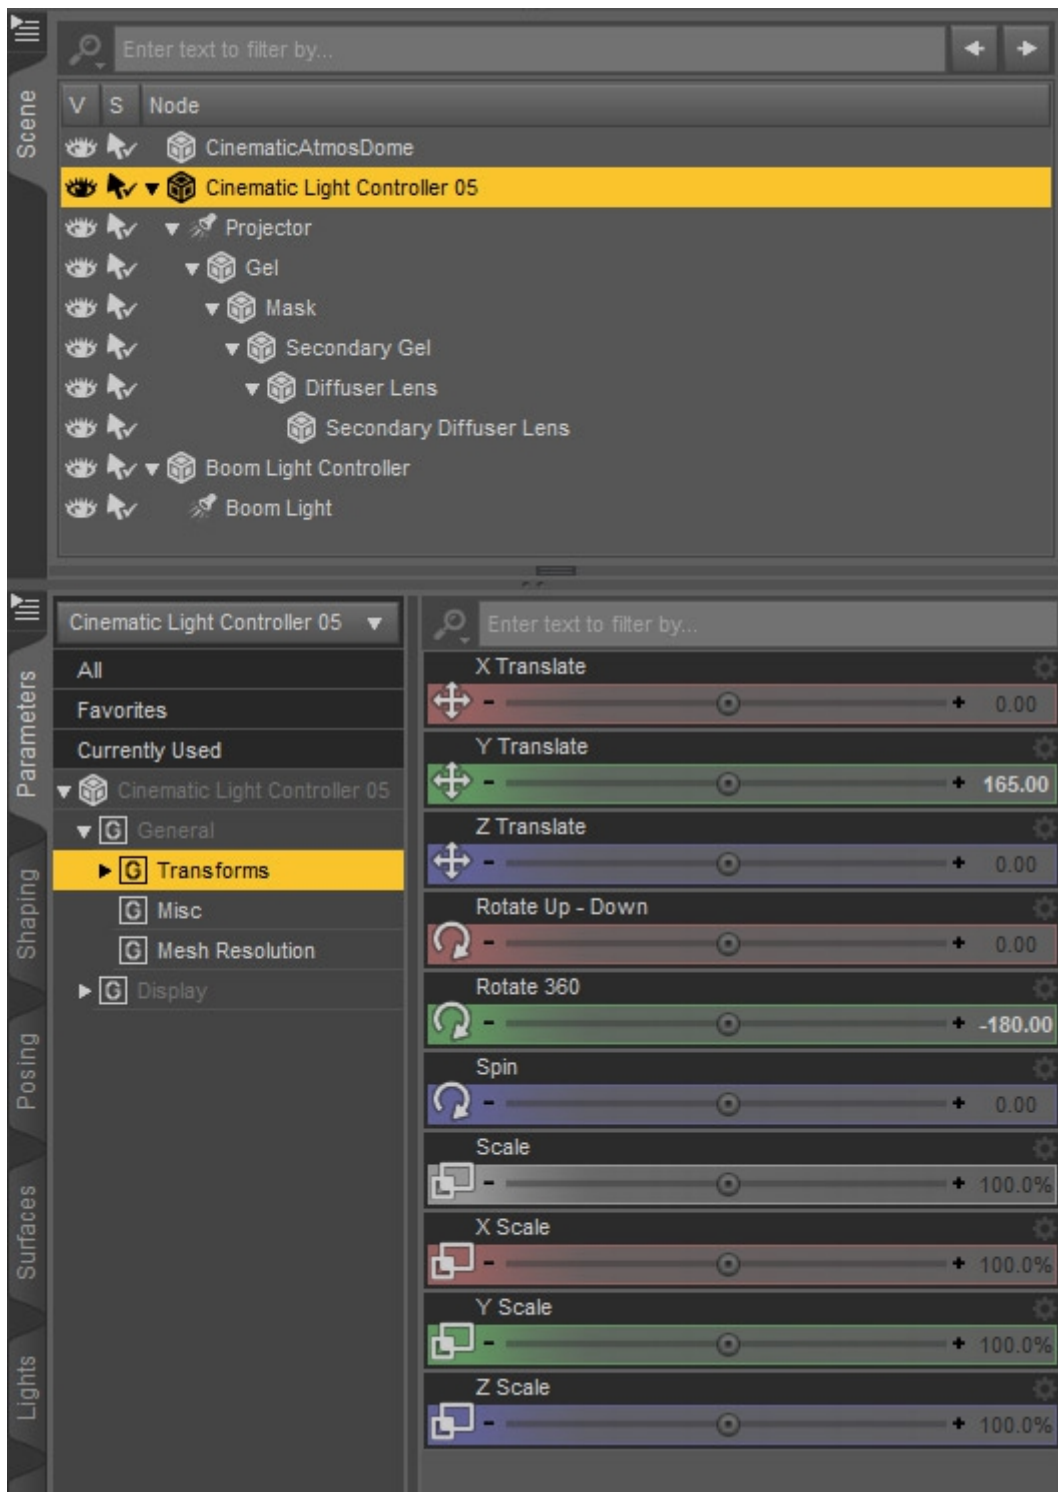 Scene
Enter text to filter by...
V S Node
CinematicAtmosDome
Cinematic Light Controller 05
Projector
Gel
Mask
Secondary Gel
Diffuser Lens
Secondary Diffuser Lens
Boom Light Controller
Boom Light
Parameters
Shaping
Posing
Surfaces
Lights
Cinematic Light Controller 05
All
Favorites
Currently Used
Cinematic Light Controller 05
G General
G Transforms
G Misc
G Mesh Resolution
G Display
Enter text to filter by...
X Translate
- + 0.00
Y Translate
- + 165.00
Z Translate
- + 0.00
Rotate Up - Down
- + 0.00
Rotate 360
- + -180.00
Spin
- + 0.00
Scale
- + 100.0%
X Scale
- + 100.0%
Y Scale
- + 100.0%
Z Scale
- + 100.0%